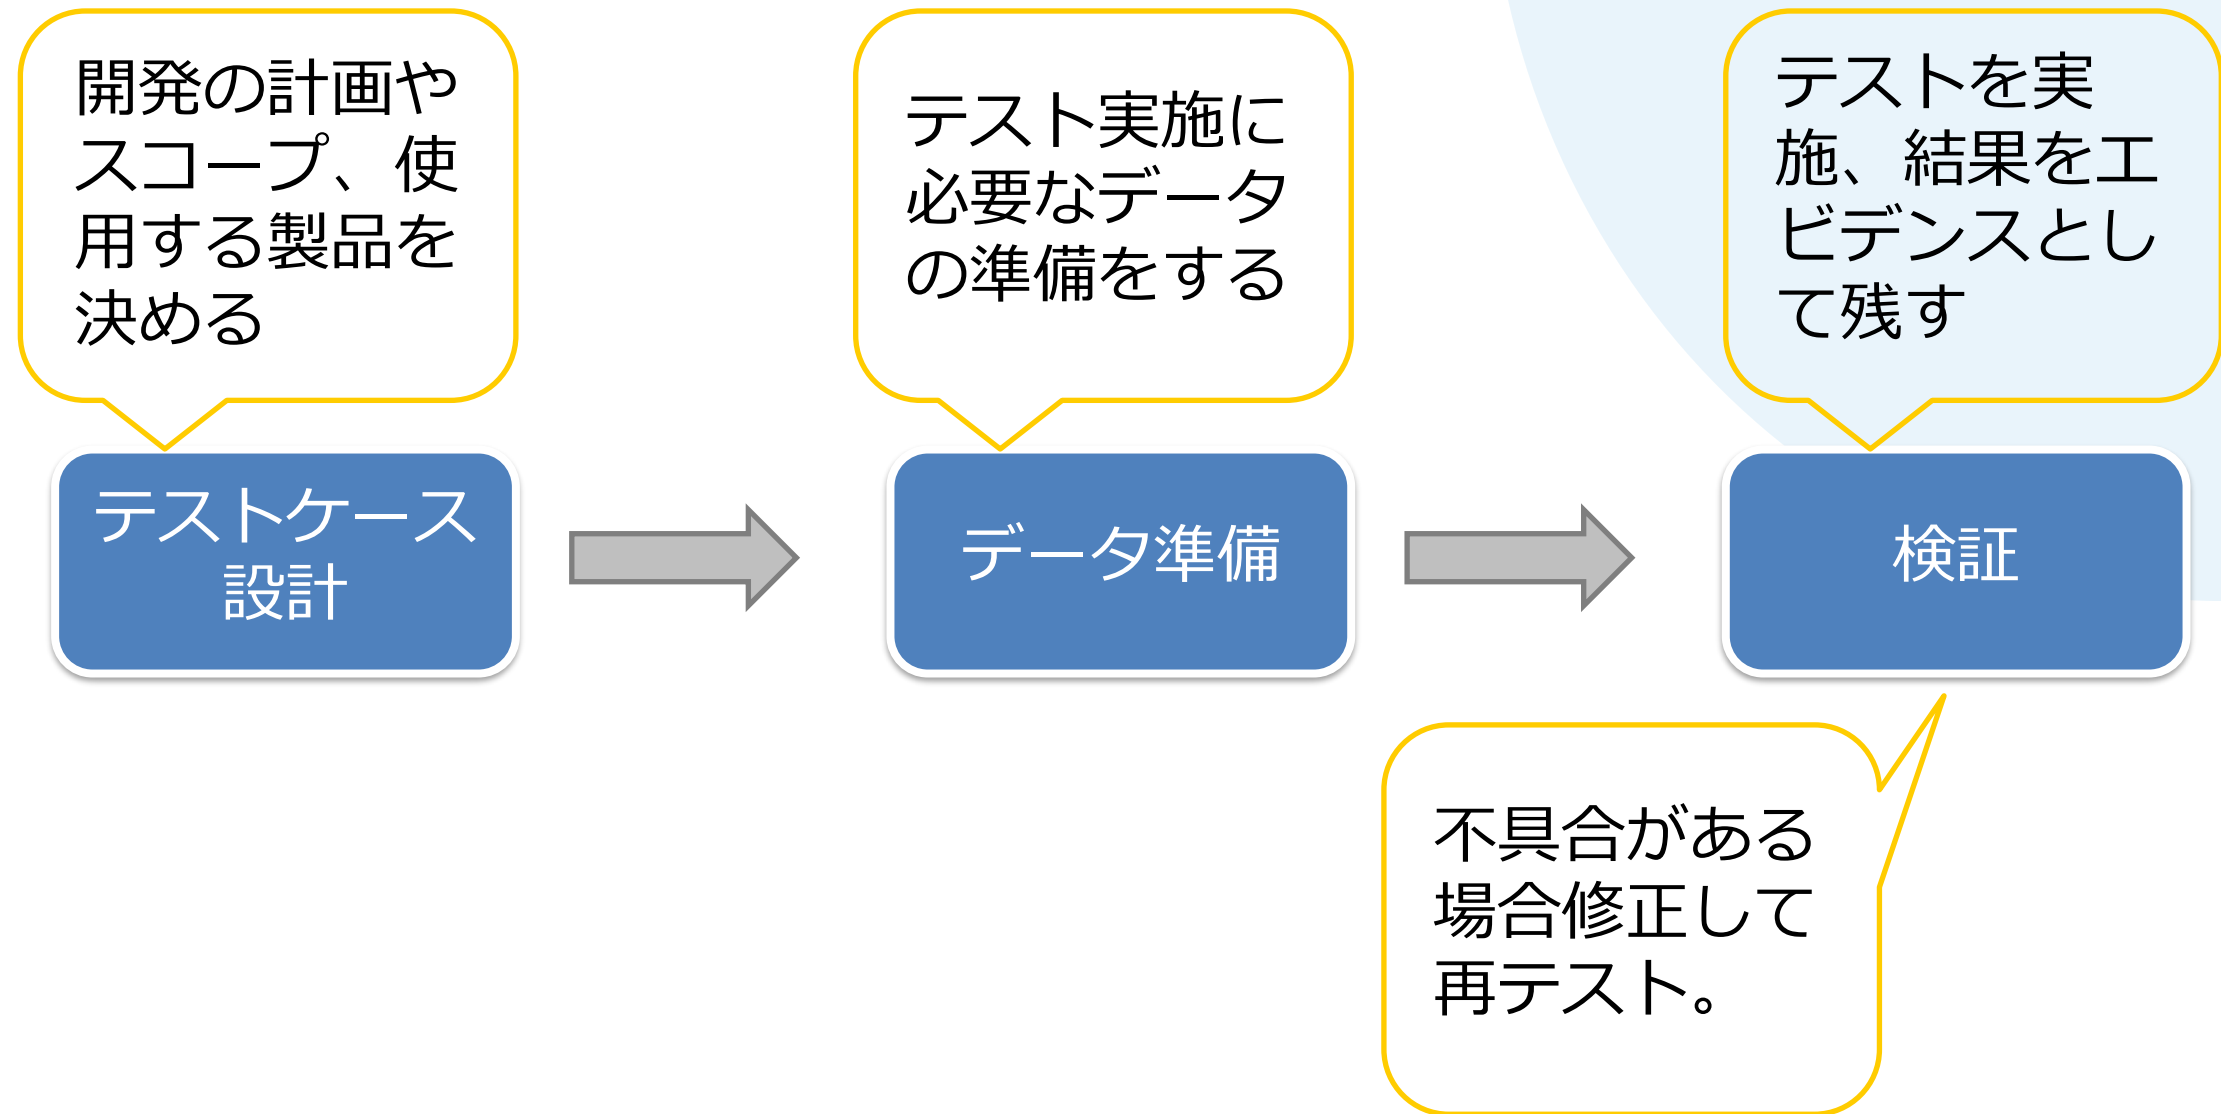 開発の計画や
スコープ、使
用する製品を
決める
テスト実施に
必要なデータ
の準備をする
テストを実
施、結果をエ
ビデンスとし
て残す
テストケース
設計
データ準備
検証
不具合がある
場合修正して
再テスト。